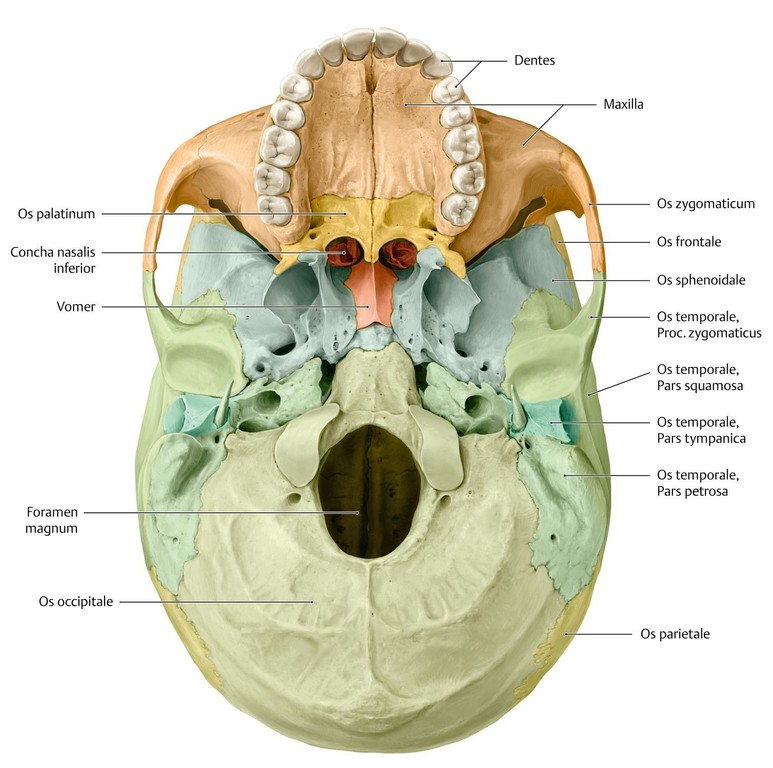 Dentes
Maxilla
Os palatinum
Os zygomaticum
Concha nasalis
inferior
Os frontale
Os sphenoidale
Vomer
Os temporale,
Proc. zygomaticus
Os temporale,
Pars squamosa
Os temporale,
Pars tympanica
Os temporale,
Pars petrosa
Foramen
magnum
Os occipitale
Os parietale